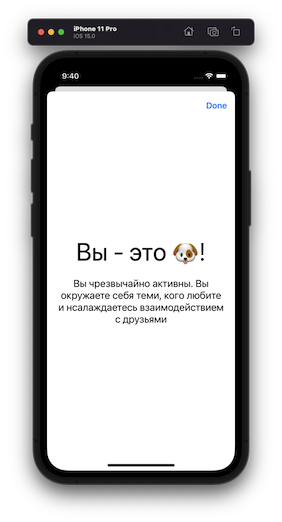 iPhone 11 Pro
iOS 15.0
9:40
Done
Вы - это 🐶!
Вы чрезвычайно активны. Вы
окружаете себя теми, кого любите
и нсалаждаетесь взаимодействием
с друзьями